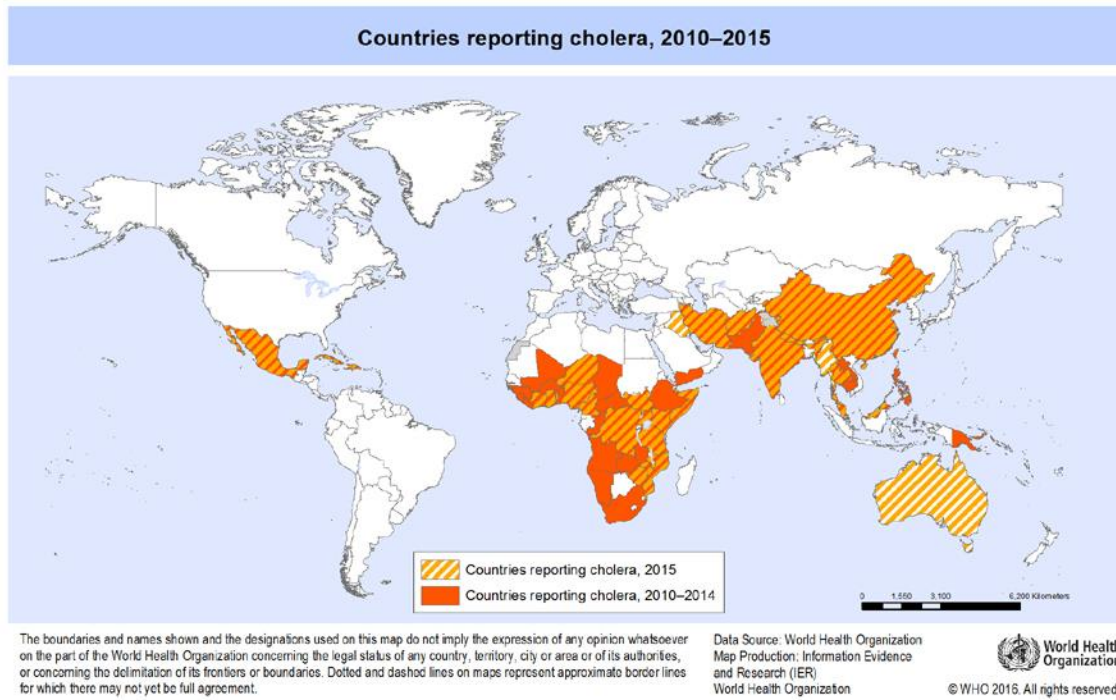 Countries reporting cholera, 2010–2015
Countries reporting cholera, 2015
Countries reporting cholera, 2010–2014
0 1,550 3,100 6,200 Kilometers
The boundaries and names shown and the designations used on this map do not imply the expression of any opinion whatsoever
on the part of the World Health Organization concerning the legal status of any country, territory, city or area or of its authorities,
or concerning the delimitation of its frontiers or boundaries. Dotted and dashed lines on maps represent approximate border lines
for which there may not yet be full agreement.
Data Source: World Health Organization
Map Production: Information Evidence
and Research (IER)
World Health Organization
World Health
Organization
© WHO 2016. All rights reserved